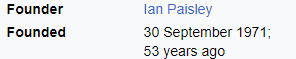 Founder Ian Paisley
Founded 30 September 1971;
53 years ago